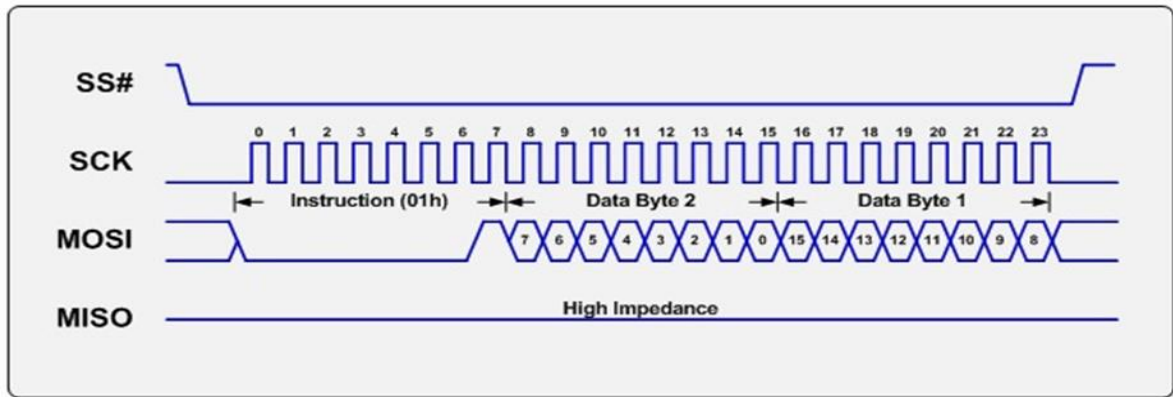 SS#
0 1 2 3 4 5 6 7 8 9 10 11 12 13 14 15 16 17 18 19 20 21 22 23
SCK
Instruction (01h) Data Byte 2 Data Byte 1
MOSI 7 6 5 4 3 2 1 0 15 14 13 12 11 10 9 8
High Impedance
MISO